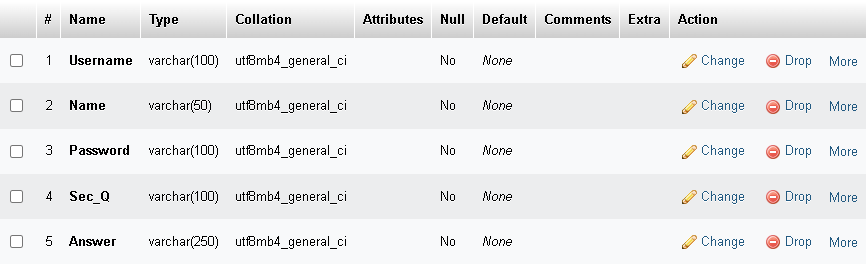 # Name Type Collation Attributes Null Default Comments Extra Action
1 Username varchar(100) utf8mb4_general_ci No None Change Drop More
2 Name varchar(50) utf8mb4_general_ci No None Change Drop More
3 Password varchar(100) utf8mb4_general_ci No None Change Drop More
4 Sec_Q varchar(100) utf8mb4_general_ci No None Change Drop More
5 Answer varchar(250) utf8mb4_general_ci No None Change Drop More